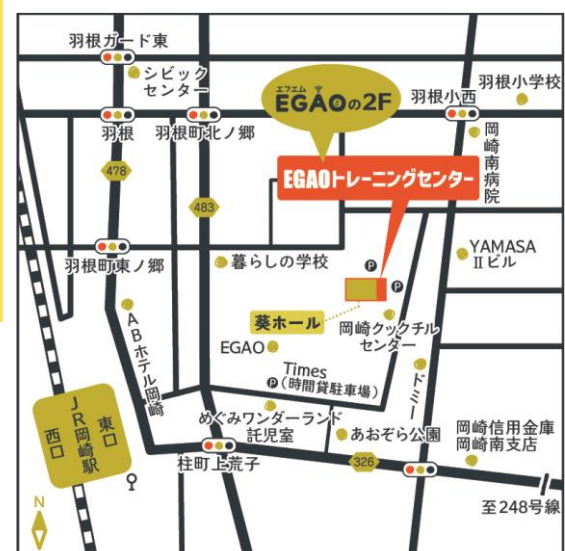 羽根ガード東
シビック
センター
エフエム
EGAOの2F
羽根小学校
羽根小西
羽根
羽根町北ノ郷
岡崎南病院
EGAOトレーニングセンター
478
483
羽根町東ノ郷
暮らしの学校
YAMASA
Ⅱビル
P
P
葵ホール
岡崎クックチル
センター
ABホテル岡崎
EGAO
Times
P(時間貸駐車場)
ドミー
めぐみワンダーランド
託児室
あおぞら公園
岡崎信用金庫
岡崎南支店
JR岡崎駅
東口
西口
柱町上荒子
326
至248号線
N